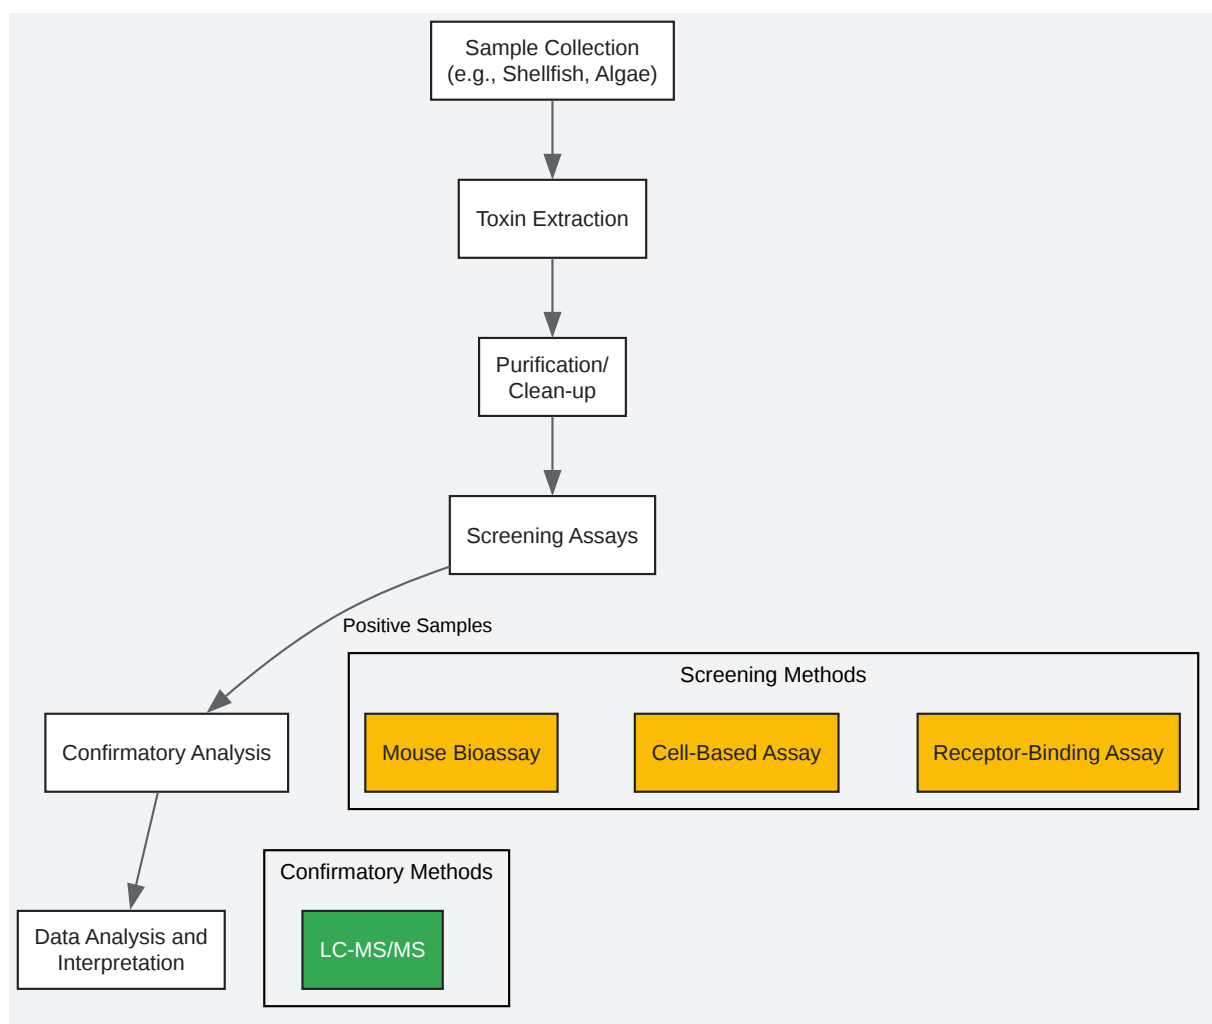 Sample Collection
(e.g., Shellfish, Algae)
Toxin Extraction
Purification/
Clean-up
Screening Assays
Positive Samples
Screening Methods
Confirmatory Analysis
Mouse Bioassay
Cell-Based Assay
Receptor-Binding Assay
Confirmatory Methods
Data Analysis and
Interpretation
LC-MS/MS